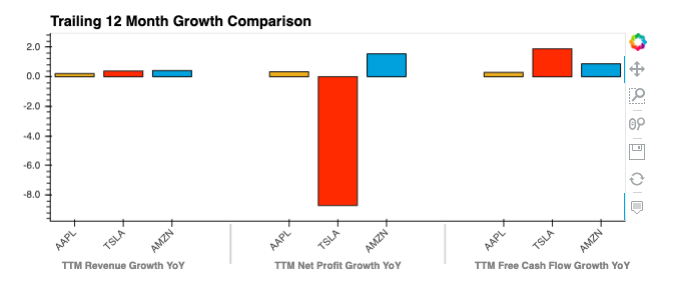 Trailing 12 Month Growth Comparison
2.0
0.0
-2.0
-4.0
-6.0
-8.0
AAPL TSLA AMZN AAPL TSLA AMZN AAPL TSLA AMZN
TTM Revenue Growth YoY TTM Net Profit Growth YoY TTM Free Cash Flow Growth YoY